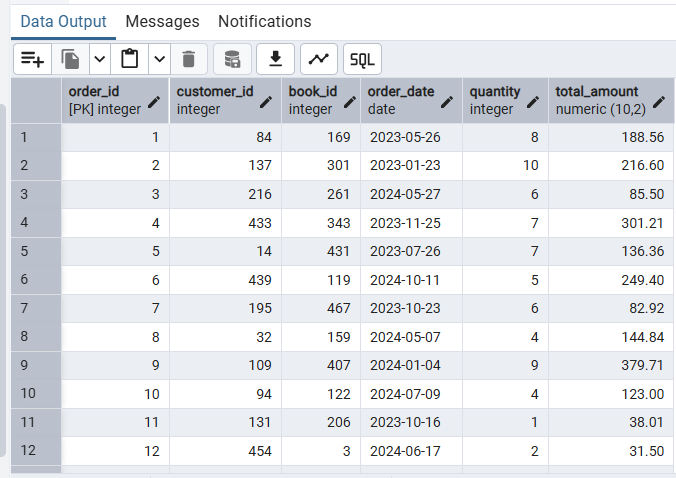 Data Output Messages Notifications
SQL
order_id customer_id book_id order_date quantity total_amount
[PK] integer integer integer date integer numeric (10,2)
1 1 84 169 2023-05-26 8 188.56
2 2 137 301 2023-01-23 10 216.60
3 3 216 261 2024-05-27 6 85.50
4 4 433 343 2023-11-25 7 301.21
5 5 14 431 2023-07-26 7 136.36
6 6 439 119 2024-10-11 5 249.40
7 7 195 467 2023-10-23 6 82.92
8 8 32 159 2024-05-07 4 144.84
9 9 109 407 2024-01-04 9 379.71
10 10 94 122 2024-07-09 4 123.00
11 11 131 206 2023-10-16 1 38.01
12 12 454 3 2024-06-17 2 31.50